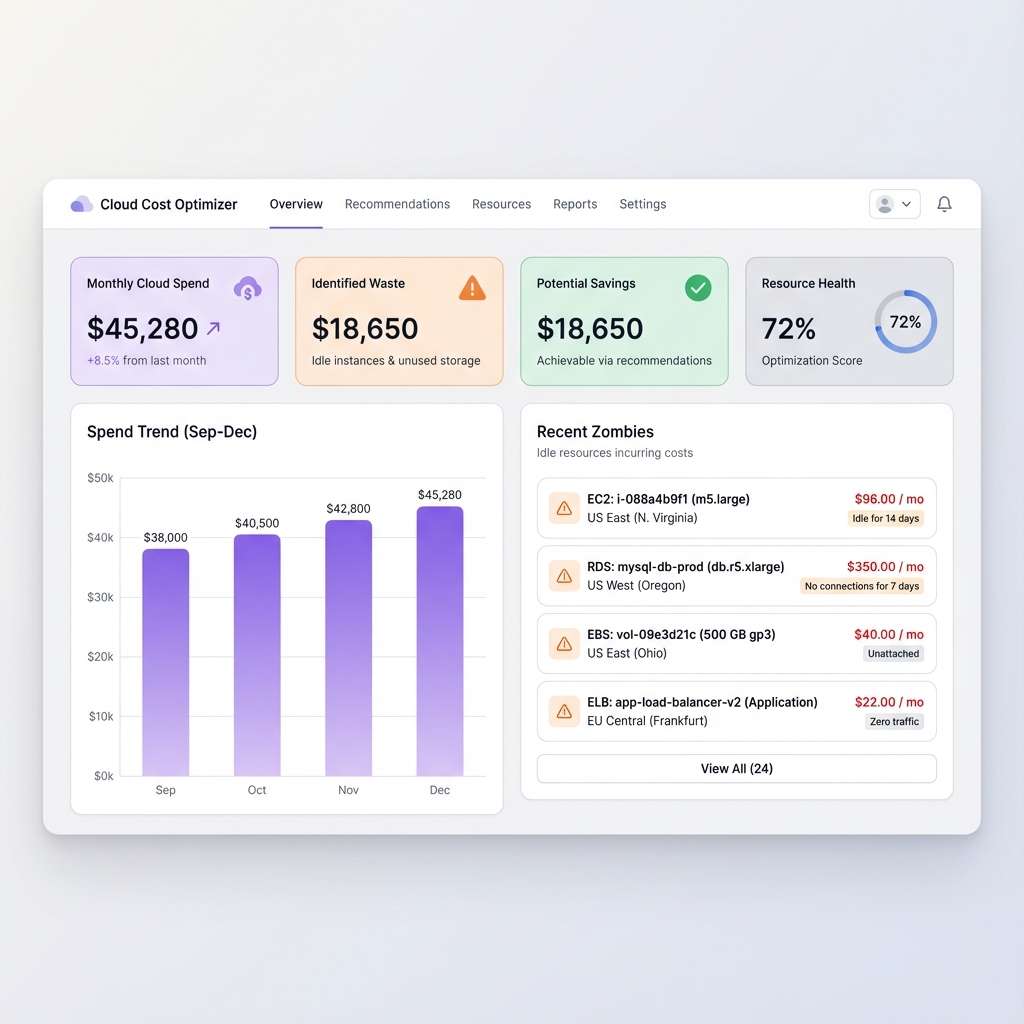 Cloud Cost Optimizer
Overview
Recommendations
Resources
Reports
Settings
Monthly Cloud Spend
$
$45,280
+8.5% from last month
Identified Waste
$18,650
Idle instances & unused storage
Potential Savings
$18,650
Achievable via recommendations
Resource Health
72%
Optimization Score
72%
Spend Trend (Sep-Dec)
$50k
$40k
$30k
$20k
$10k
$0k
$38,000
$40,500
$42,800
$45,280
Sep
Oct
Nov
Dec
Recent Zombies
Idle resources incurring costs
EC2: i-088a4b9f1 (m5.large)
US East (N. Virginia)
$96.00 / mo
Idle for 14 days
RDS: mysql-db-prod (db.r5.xlarge)
US West (Oregon)
$350.00 / mo
No connections for 7 days
EBS: vol-09e3d21c (500 GB gp3)
US East (Ohio)
$40.00 / mo
Unattached
ELB: app-load-balancer-v2 (Application)
EU Central (Frankfurt)
$22.00 / mo
Zero traffic
View All (24)